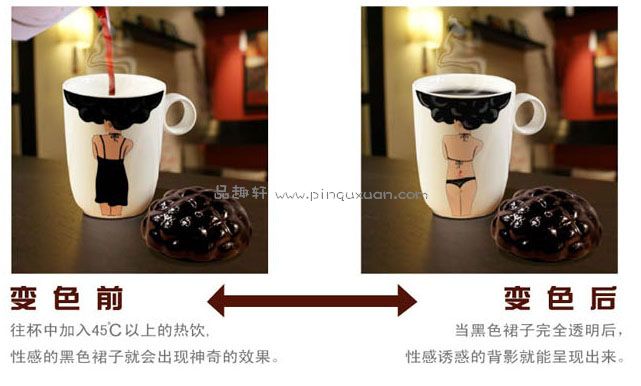 品趣轩 www.pinquxuan.com
变色前
变色后
往杯中加入45℃以上的热饮,
性感的黑色裙子就会出现神奇的效果。
当黑色裙子完全透明后,
性感诱惑的背影就能呈现出来。